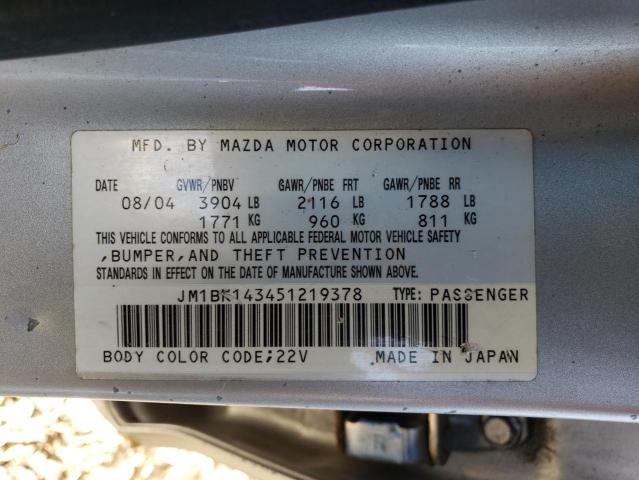 MFD. BY MAZDA MOTOR CORPORATION
DATE GVWR/PNBV GAWR/PNBE FRT GAWR/PNBE RR
08/04 3904 LB 2116 LB 1788 LB
1771 KG 960 KG 811 KG
THIS VEHICLE CONFORMS TO ALL APPLICABLE FEDERAL MOTOR VEHICLE SAFETY
,BUMPER,AND THEFT PREVENTION
STANDARDS IN EFFECT ON THE DATE OF MANUFACTURE SHOWN ABOVE.
JM1BK143451219378 TYPE: PASSENGER
BODY COLOR CODE;22V MADE IN JAPAN